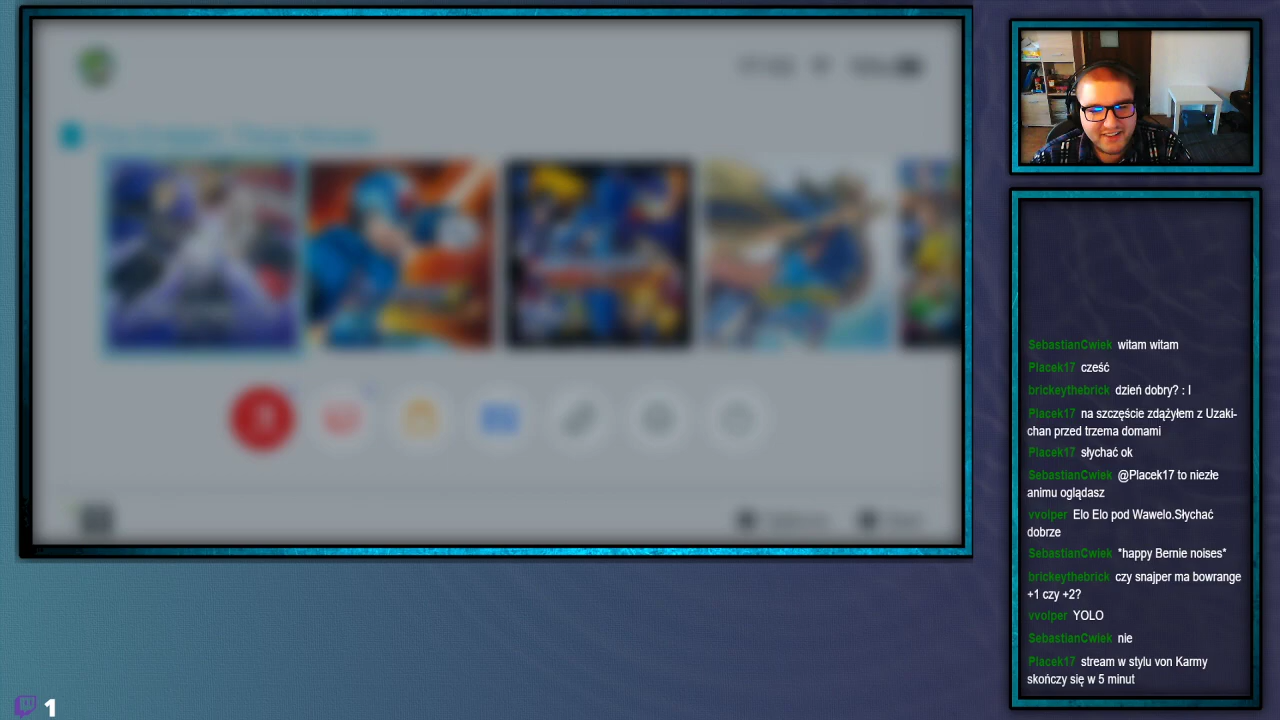 SebastianCwiek witam witam
Placek17 cześć
brickeythebrick dzień dobry? : I
Placek17 na szczęście zdążyłem z Uzaki-
chan przed trzema domami
Placek17 słychać ok
SebastianCwiek @Placek17 to niezłe
animu oglądasz
vvolper Elo Elo pod Wawelo.Słychać
dobrze
SebastianCwiek *happy Bernie noises*
brickeythebrick czy snajper ma bowrange
+1 czy +2?
vvolper YOLO
SebastianCwiek nie
Placek17 stream w stylu von Karmy
skończy się w 5 minut
1